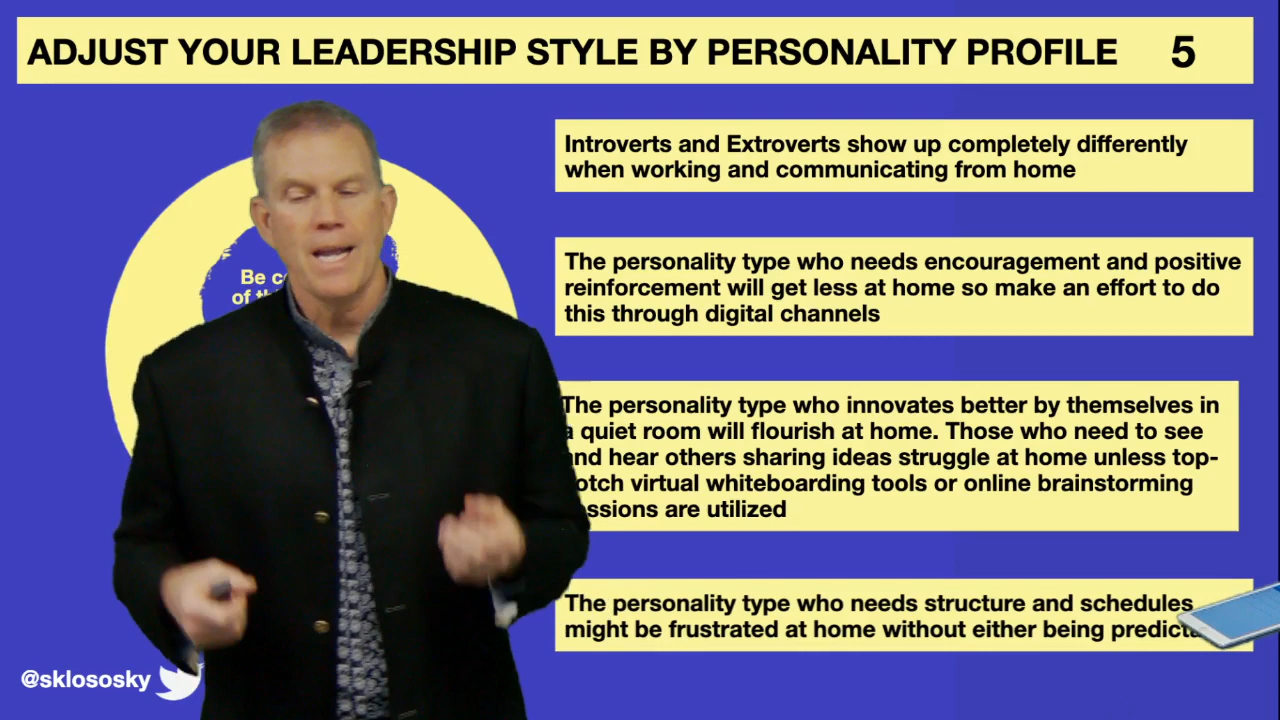 ADJUST YOUR LEADERSHIP STYLE BY PERSONALITY PROFILE 5
Introverts and Extroverts show up completely differently
when working and communicating from home
The personality type who needs encouragement and positive
reinforcement will get less at home so make an effort to do
this through digital channels
Be
of
The personality type who innovates better by themselves in
a quiet room will flourish at home. Those who need to see
and hear others sharing ideas struggle at home unless top-
virtual whiteboarding tools or online brainstorming
are utilized
The personality type who needs structure and schedules
might be frustrated at home without either being
@sklososky